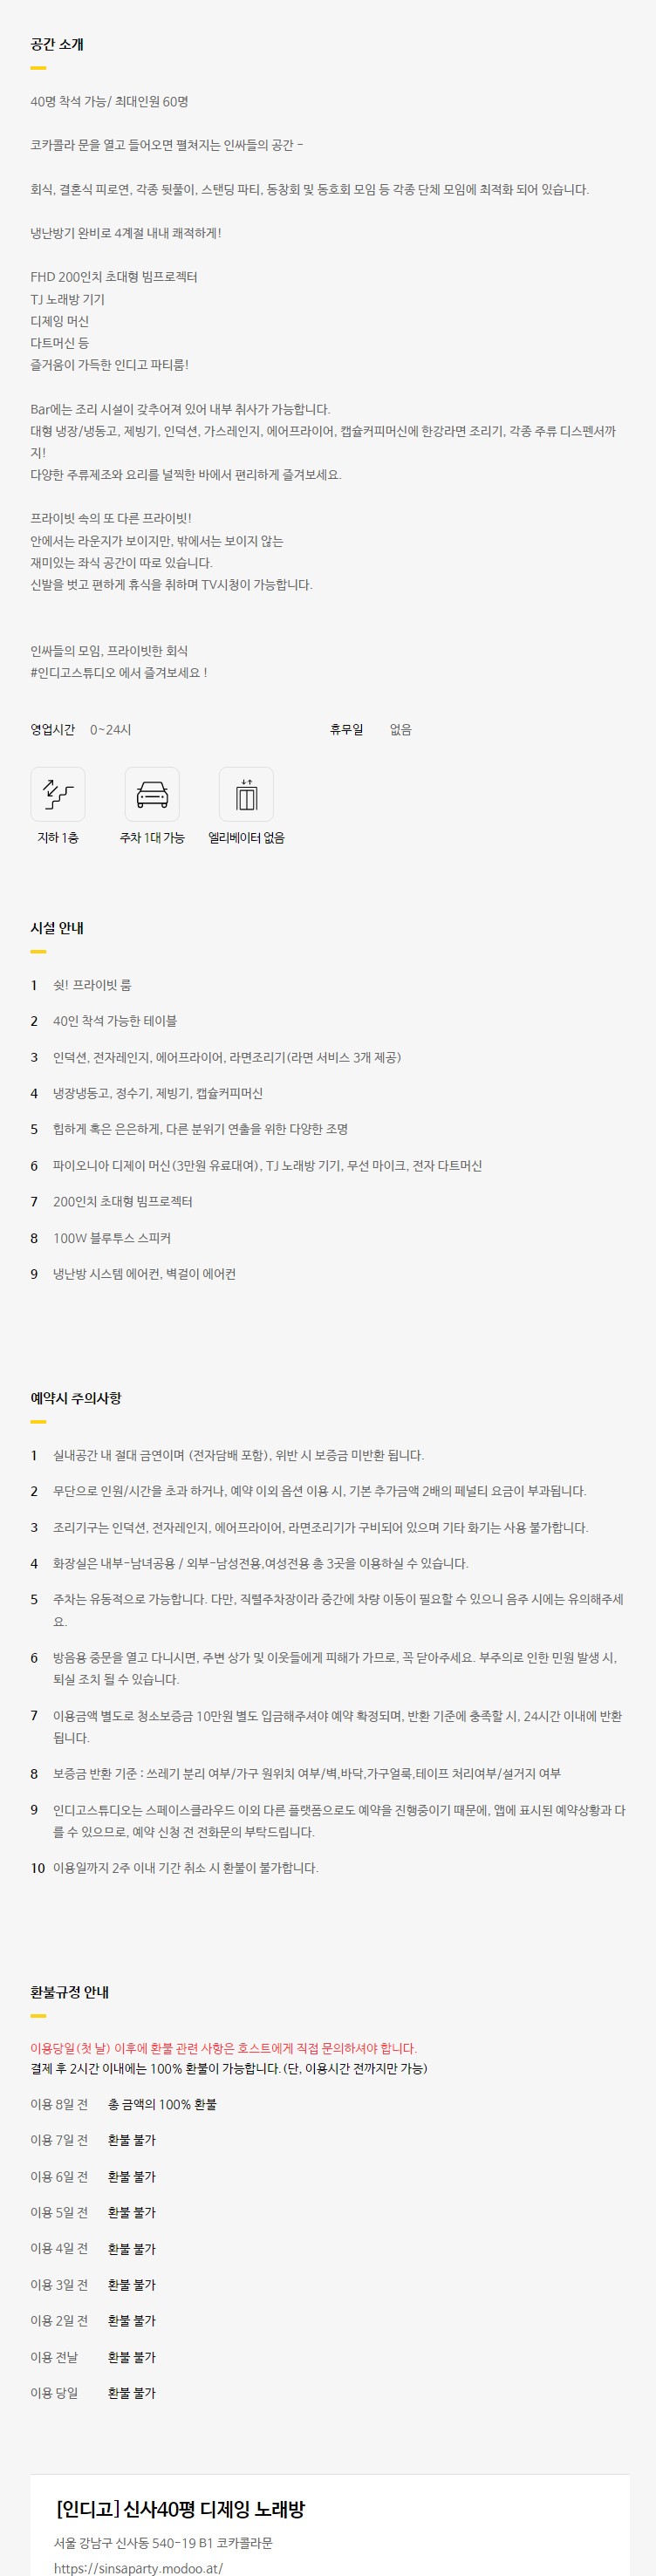 공간 소개
40명 착석 가능/ 최대인원 60명
코카콜라 문을 열고 들어오면 펼쳐지는 인싸들의 공간 -
회식, 결혼식 피로연, 각종 뒷풀이, 스탠딩 파티, 동창회 및 동호회 모임 등 각종 단체 모임에 최적화 되어 있습니다.
냉난방기 완비로 4계절 내내 쾌적하게!
FHD 200인치 초대형 빔프로젝터
TJ 노래방 기기
디제잉 머신
다트머신 등
즐거움이 가득한 인디고 파티룸!
Bar에는 조리 시설이 갖추어져 있어 내부 취사가 가능합니다.
대형 냉장/냉동고, 제빙기, 인덕션, 가스레인지, 에어프라이어, 캡슐커피머신에 한강라면 조리기, 각종 주류 디스펜서까
지!
다양한 주류제조와 요리를 널찍한 바에서 편리하게 즐겨보세요.
프라이빗 속의 또 다른 프라이빗!
안에서는 라운지가 보이지만, 밖에서는 보이지 않는
재미있는 좌식 공간이 따로 있습니다.
신발을 벗고 편하게 휴식을 취하며 TV시청이 가능합니다.
인싸들의 모임, 프라이빗한 회식
#인디고스튜디오 에서 즐겨보세요 !
영업시간 0~24시 휴무일 없음
지하 1층 주차 1대 가능 엘리베이터 없음
시설 안내
1 쉿! 프라이빗 룸
2 40인 착석 가능한 테이블
3 인덕션, 전자레인지, 에어프라이어, 라면조리기(라면 서비스 3개 제공)
4 냉장냉동고, 정수기, 제빙기, 캡슐커피머신
5 힙하게 혹은 은은하게, 다른 분위기 연출을 위한 다양한 조명
6 파이오니아 디제이 머신(3만원 유료대여), TJ 노래방 기기, 무선 마이크, 전자 다트머신
7 200인치 초대형 빔프로젝터
8 100W 블루투스 스피커
9 냉난방 시스템 에어컨, 벽걸이 에어컨
예약시 주의사항
1 실내공간 내 절대 금연이며 (전자담배 포함), 위반 시 보증금 미반환 됩니다.
2 무단으로 인원/시간을 초과 하거나, 예약 이외 옵션 이용 시, 기본 추가금액 2배의 페널티 요금이 부과됩니다.
3 조리기구는 인덕션, 전자레인지, 에어프라이어, 라면조리기가 구비되어 있으며 기타 화기는 사용 불가합니다.
4 화장실은 내부-남녀공용 / 외부-남성전용,여성전용 총 3곳을 이용하실 수 있습니다.
5 주차는 유동적으로 가능합니다. 다만, 직렬주차장이라 중간에 차량 이동이 필요할 수 있으니 음주 시에는 유의해주세
요.
6 방음용 중문을 열고 다니시면, 주변 상가 및 이웃들에게 피해가 가므로, 꼭 닫아주세요. 부주의로 인한 민원 발생 시,
퇴실 조치 될 수 있습니다.
7 이용금액 별도로 청소보증금 10만원 별도 입금해주셔야 예약 확정되며, 반환 기준에 충족할 시, 24시간 이내에 반환
됩니다.
8 보증금 반환 기준 : 쓰레기 분리 여부/가구 원위치 여부/벽,바닥,가구얼룩,테이프 처리여부/설거지 여부
9 인디고스튜디오는 스페이스클라우드 이외 다른 플랫폼으로도 예약을 진행중이기 때문에, 앱에 표시된 예약상황과 다
를 수 있으므로, 예약 신청 전 전화문의 부탁드립니다.
10 이용일까지 2주 이내 기간 취소 시 환불이 불가합니다.
환불규정 안내
이용당일(첫 날) 이후에 환불 관련 사항은 호스트에게 직접 문의하셔야 합니다.
결제 후 2시간 이내에는 100% 환불이 가능합니다.(단, 이용시간 전까지만 가능)
이용 8일 전 총 금액의 100% 환불
이용 7일 전 환불 불가
이용 6일 전 환불 불가
이용 5일 전 환불 불가
이용 4일 전 환불 불가
이용 3일 전 환불 불가
이용 2일 전 환불 불가
이용 전날 환불 불가
이용 당일 환불 불가
[인디고] 신사40평 디제잉 노래방
서울 강남구 신사동 540-19 B1 코카콜라문
https://sinsaparty.modoo.at/